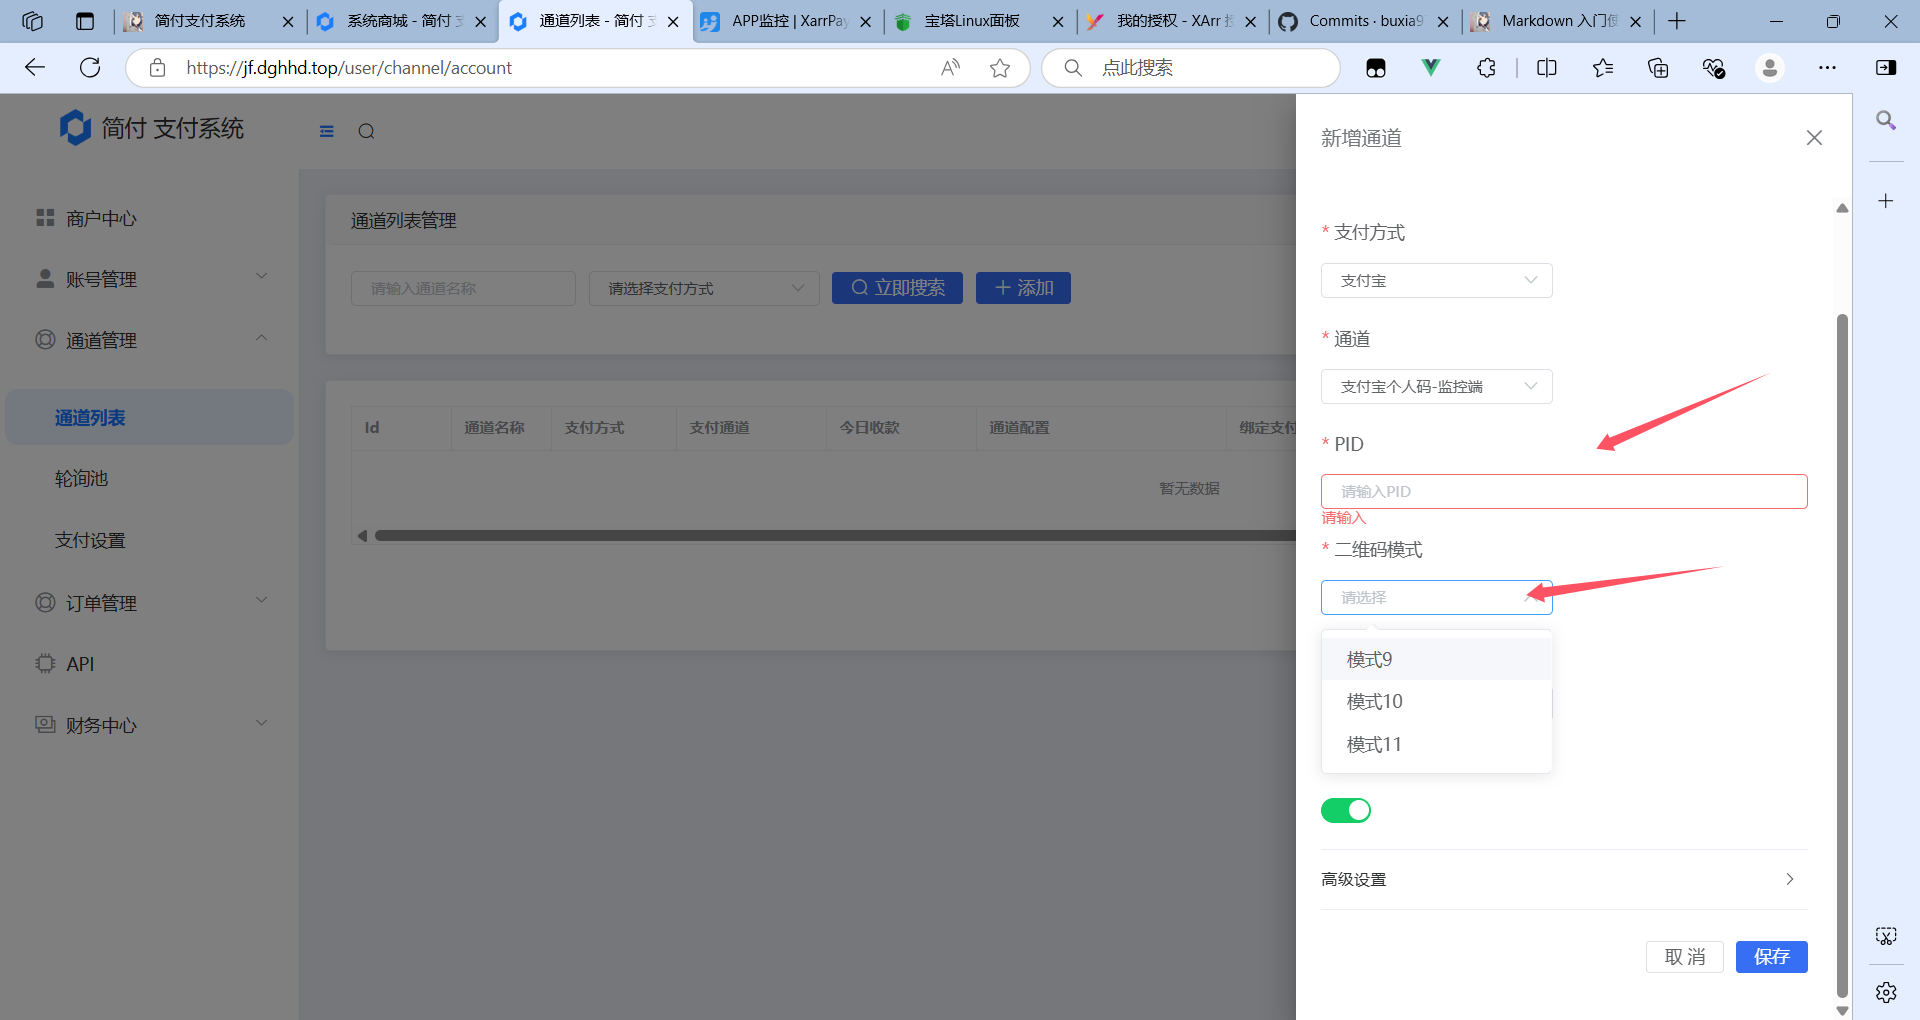 简付支付系统
系统商城 - 简付 支
通道列表 - 简付 支
APP监控 | XarrPay
宝塔Linux面板
我的授权 - XArr 授
Commits · buxia9
Markdown 入门使
https://jf.dghhd.top/user/channel/account
点此搜索
简付 支付系统
新增通道
商户中心
账号管理
通道管理
通道列表
轮询池
支付设置
订单管理
API
财务中心
通道列表管理
请输入通道名称
请选择支付方式
立即搜索
添加
Id
通道名称
支付方式
支付通道
今日收款
通道配置
绑定支付
暂无数据
* 支付方式
支付宝
* 通道
支付宝个人码-监控端
* PID
请输入PID
请输入
* 二维码模式
请选择
模式9
模式10
模式11
高级设置
取 消
保存